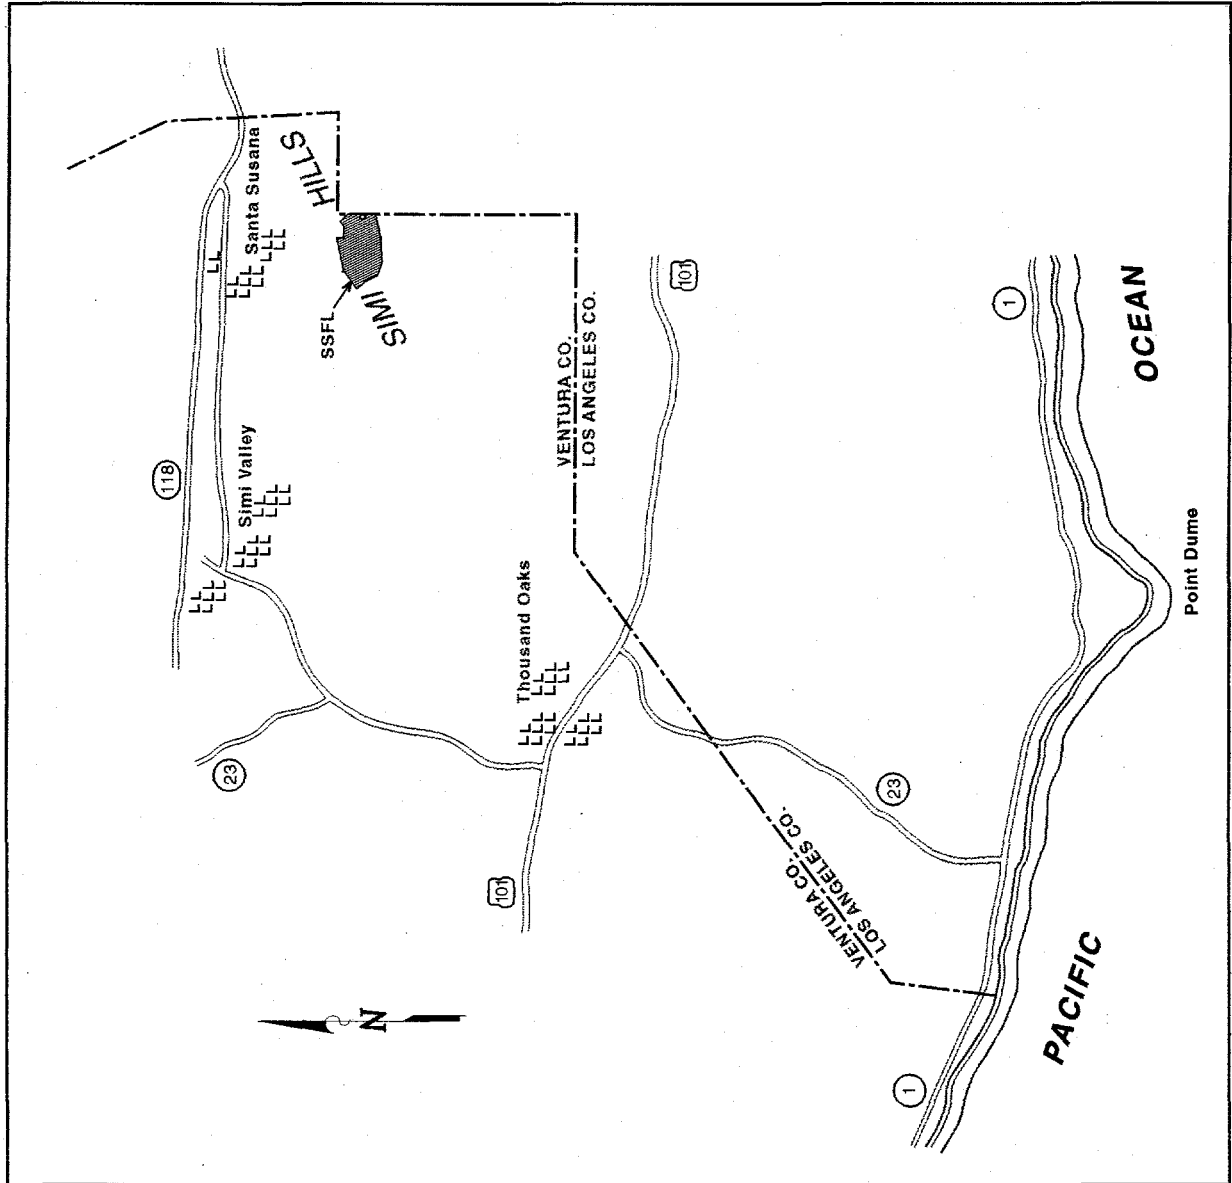 HILLS
Santa Susana
SSFL
SIMI
118
Simi Valley
101
1
OCEAN
VENTURA CO.
LOS ANGELES CO.
Thousand Oaks
Point Dume
23
23
101
VENTURA CO.
LOS ANGELES CO.
N
PACIFIC
1